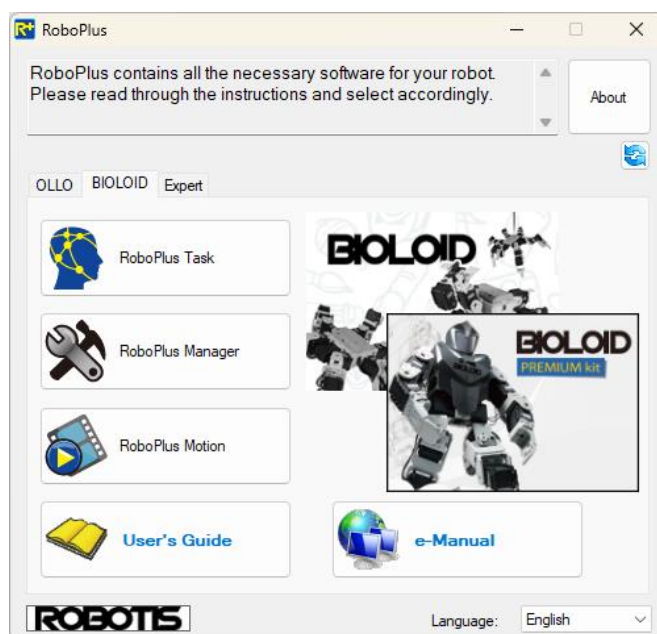 RoboPlus
RoboPlus contains all the necessary software for your robot.
Please read through the instructions and select accordingly.
About
OLLO
BIOLOID
Expert
RoboPlus Task
BIOLOID
RoboPlus Manager
BIOLOID
PREMIUM kit
RoboPlus Motion
User's Guide
e-Manual
ROBOTIS
Language:
English